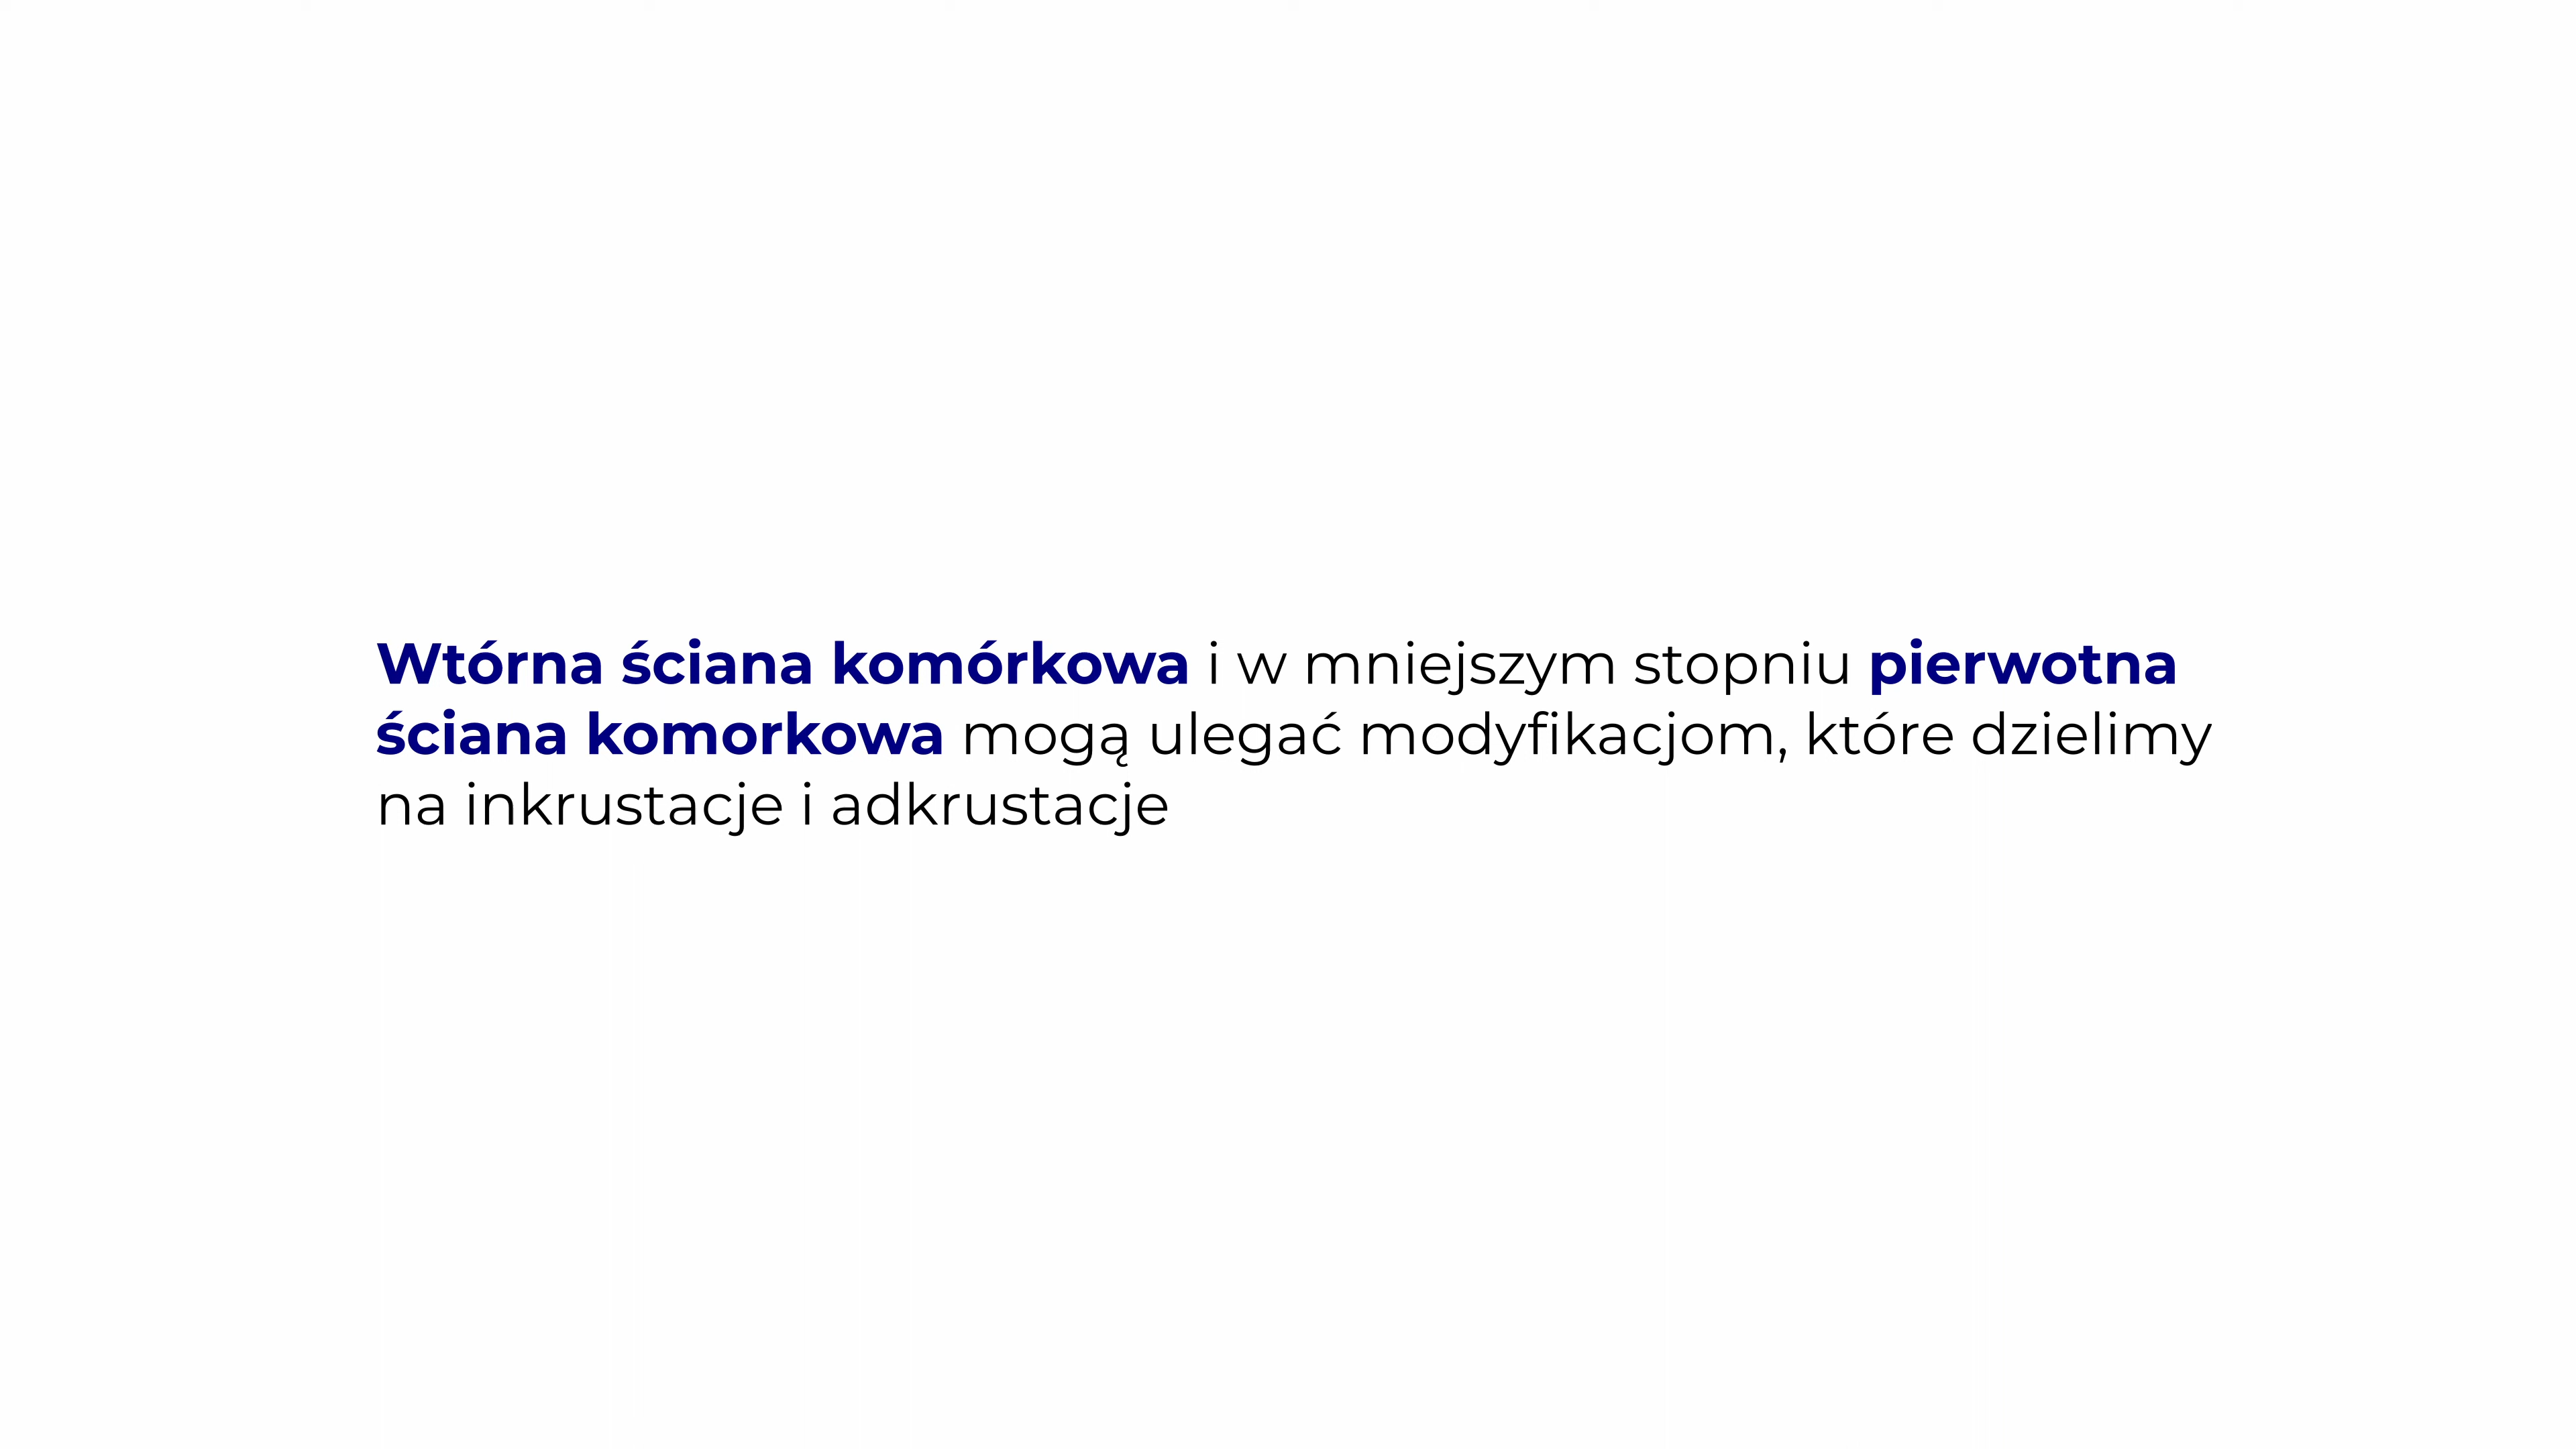 Wtórna ściana komórkowa i w mniejszym stopniu pierwotna
ściana komorkowa mogą ulegać modyfikacjom, które dzielimy
na inkrustacje i adkrustacje